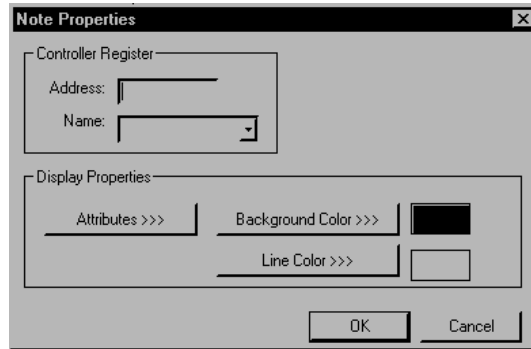 Note Properties
Controller Register
Address:
Name:
Display Properties
Attributes >>>
Background Color >>>
Line Color >>>
OK
Cancel